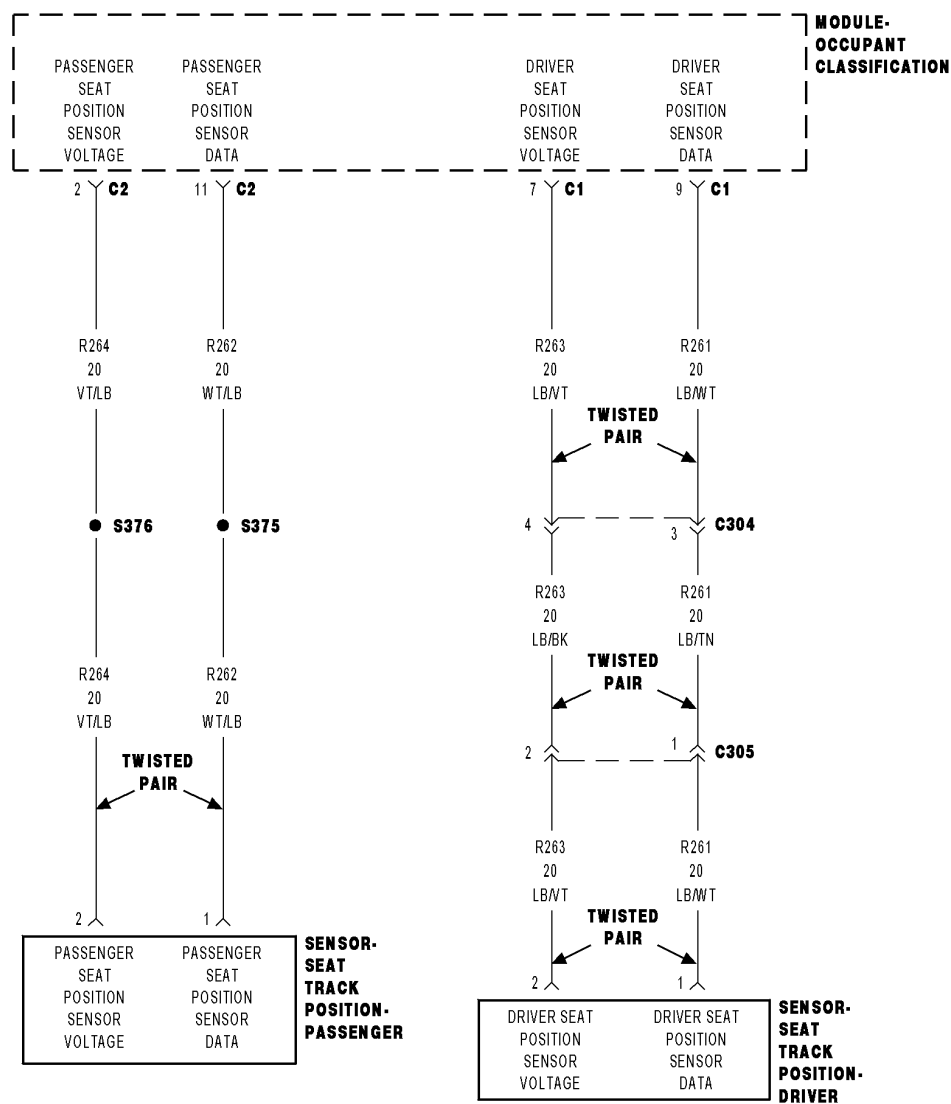 MODULE-
OCCUPANT
CLASSIFICATION
PASSENGER
SEAT
POSITION
SENSOR
VOLTAGE
PASSENGER
SEAT
POSITION
SENSOR
DATA
DRIVER
SEAT
POSITION
SENSOR
VOLTAGE
DRIVER
SEAT
POSITION
SENSOR
DATA
2 C2
11 C2
7 C1
9 C1
R264
20
VT/LB
R262
20
WT/LB
R263
20
LB/VT
R261
20
LB/WT
TWISTED
PAIR
S376
S375
4
3
C304
R263
20
LB/BK
R261
20
LB/TN
TWISTED
PAIR
R264
20
VT/LB
R262
20
WT/LB
2
1
C305
TWISTED
PAIR
R263
20
LB/VT
R261
20
LB/WT
TWISTED
PAIR
2
1
PASSENGER
SEAT
POSITION
SENSOR
VOLTAGE
PASSENGER
SEAT
POSITION
SENSOR
DATA
SENSOR-
SEAT
TRACK
POSITION-
PASSENGER
2
1
DRIVER SEAT
POSITION
SENSOR
VOLTAGE
DRIVER SEAT
POSITION
SENSOR
DATA
SENSOR-
SEAT
TRACK
POSITION-
DRIVER